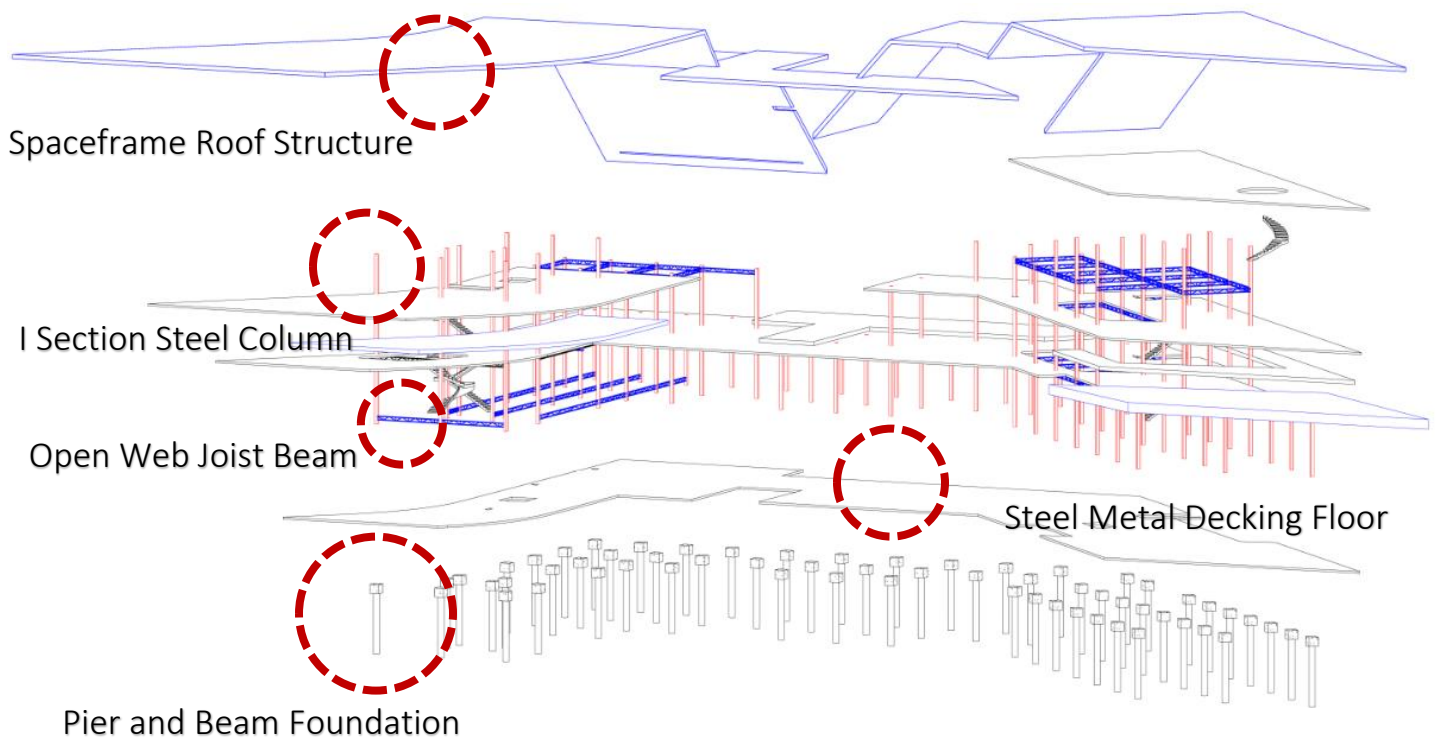 Spaceframe Roof Structure
I Section Steel Column
Open Web Joist Beam
Steel Metal Decking Floor
Pier and Beam Foundation